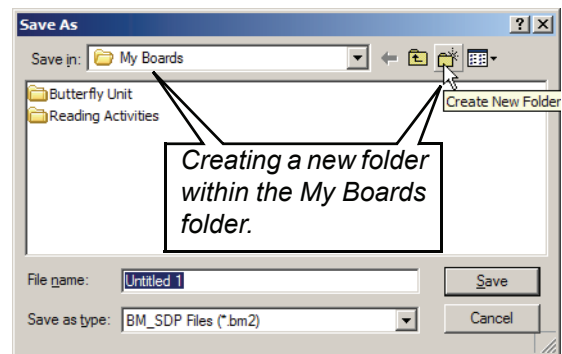 Save As
Save in: My Boards
Butterfly Unit
Reading Activities
Create New Folder
Creating a new folder
within the My Boards
folder.
File name: Untitled 1 Save
Save as type: BM_SDP Files (*.bm2) Cancel